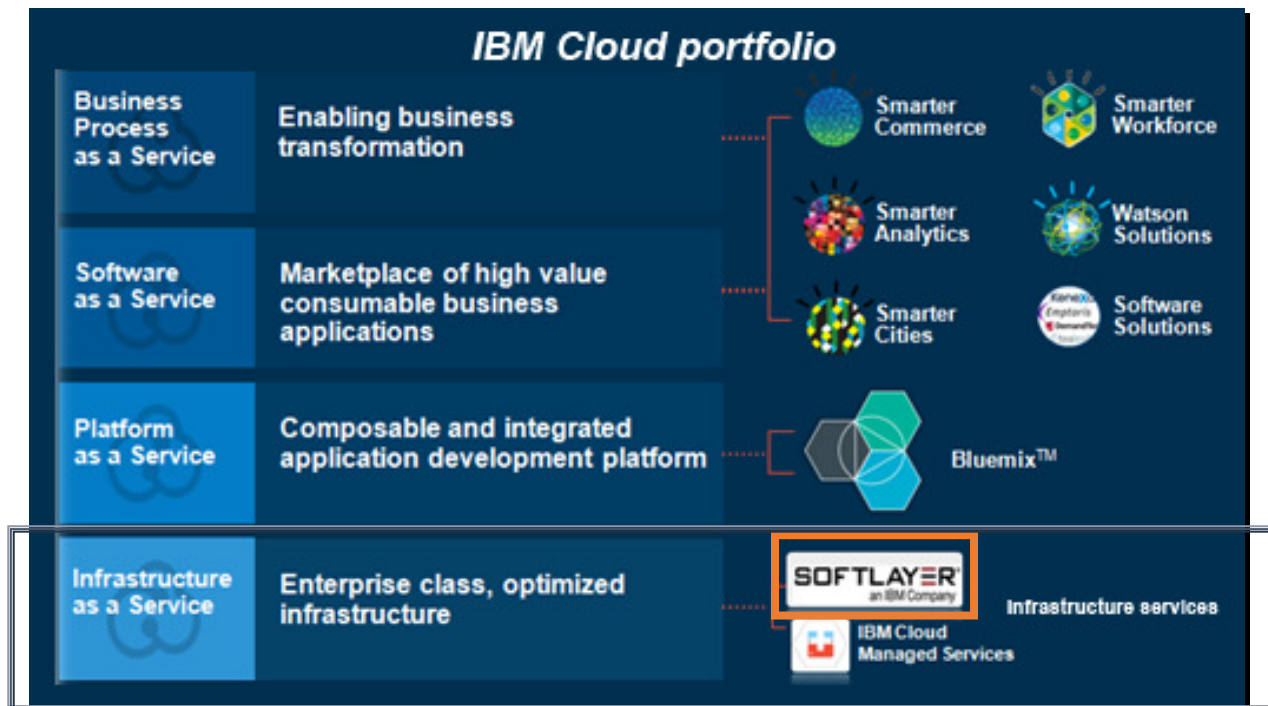 IBM Cloud portfolio
Business
Process
as a Service
Enabling business
transformation
Smarter
Commerce
Smarter
Workforce
Smarter
Analytics
Watson
Solutions
Software
as a Service
Marketplace of high value
consumable business
applications
Smarter
Cities
Kenexa
Emptoris
Software
Solutions
Platform
as a Service
Composable and integrated
application development platform
Bluemix™
Infrastructure
as a Service
Enterprise class, optimized
infrastructure
SOFTLAYER®
an IBM Company
Infrastructure services
IBM Cloud
Managed Services